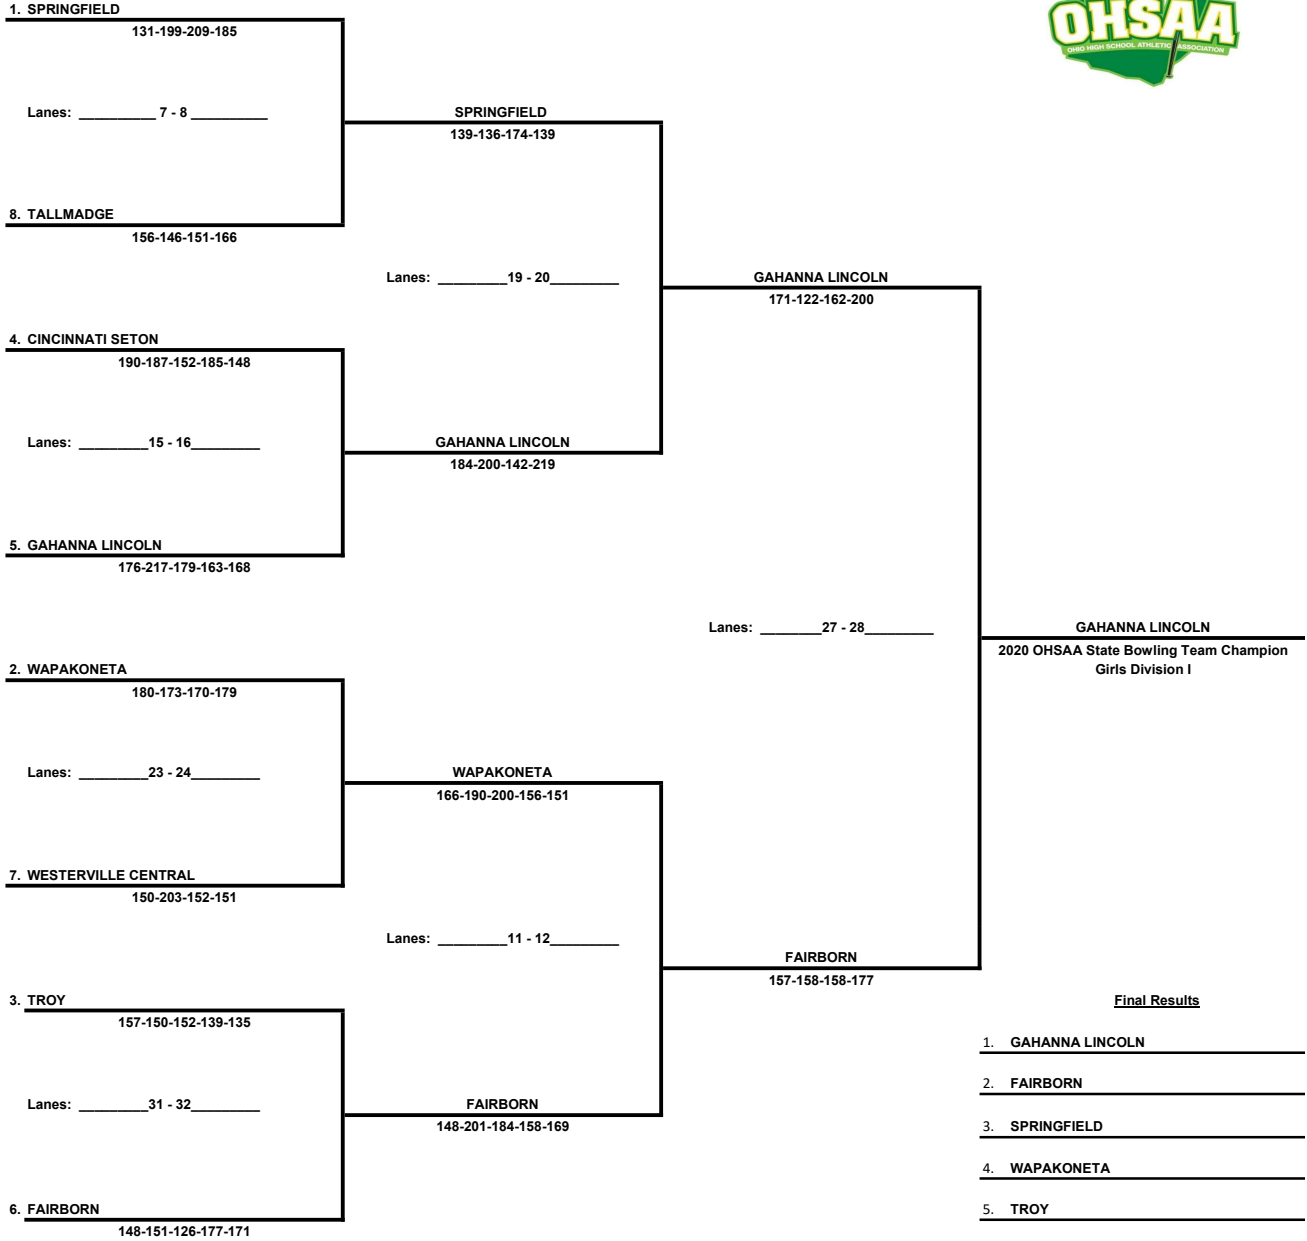 OHSAA
OHIO HIGH SCHOOL ATHLETIC ASSOCIATION
1. SPRINGFIELD
131-199-209-185
Lanes: __________ 7 - 8 __________
SPRINGFIELD
139-136-174-139
8. TALLMADGE
156-146-151-166
Lanes: _________19 - 20_________
GAHANNA LINCOLN
171-122-162-200
4. CINCINNATI SETON
190-187-152-185-148
Lanes: _________15 - 16_________
GAHANNA LINCOLN
184-200-142-219
5. GAHANNA LINCOLN
176-217-179-163-168
Lanes: ________27 - 28_________
GAHANNA LINCOLN
2020 OHSAA State Bowling Team Champion
Girls Division I
2. WAPAKONETA
180-173-170-179
Lanes: _________23 - 24_________
WAPAKONETA
166-190-200-156-151
7. WESTERVILLE CENTRAL
150-203-152-151
Lanes: _________11 - 12_________
FAIRBORN
157-158-158-177
3. TROY
157-150-152-139-135
Lanes: _________31 - 32_________
FAIRBORN
148-201-184-158-169
6. FAIRBORN
148-151-126-177-171
Final Results
1. GAHANNA LINCOLN
2. FAIRBORN
3. SPRINGFIELD
4. WAPAKONETA
5. TROY